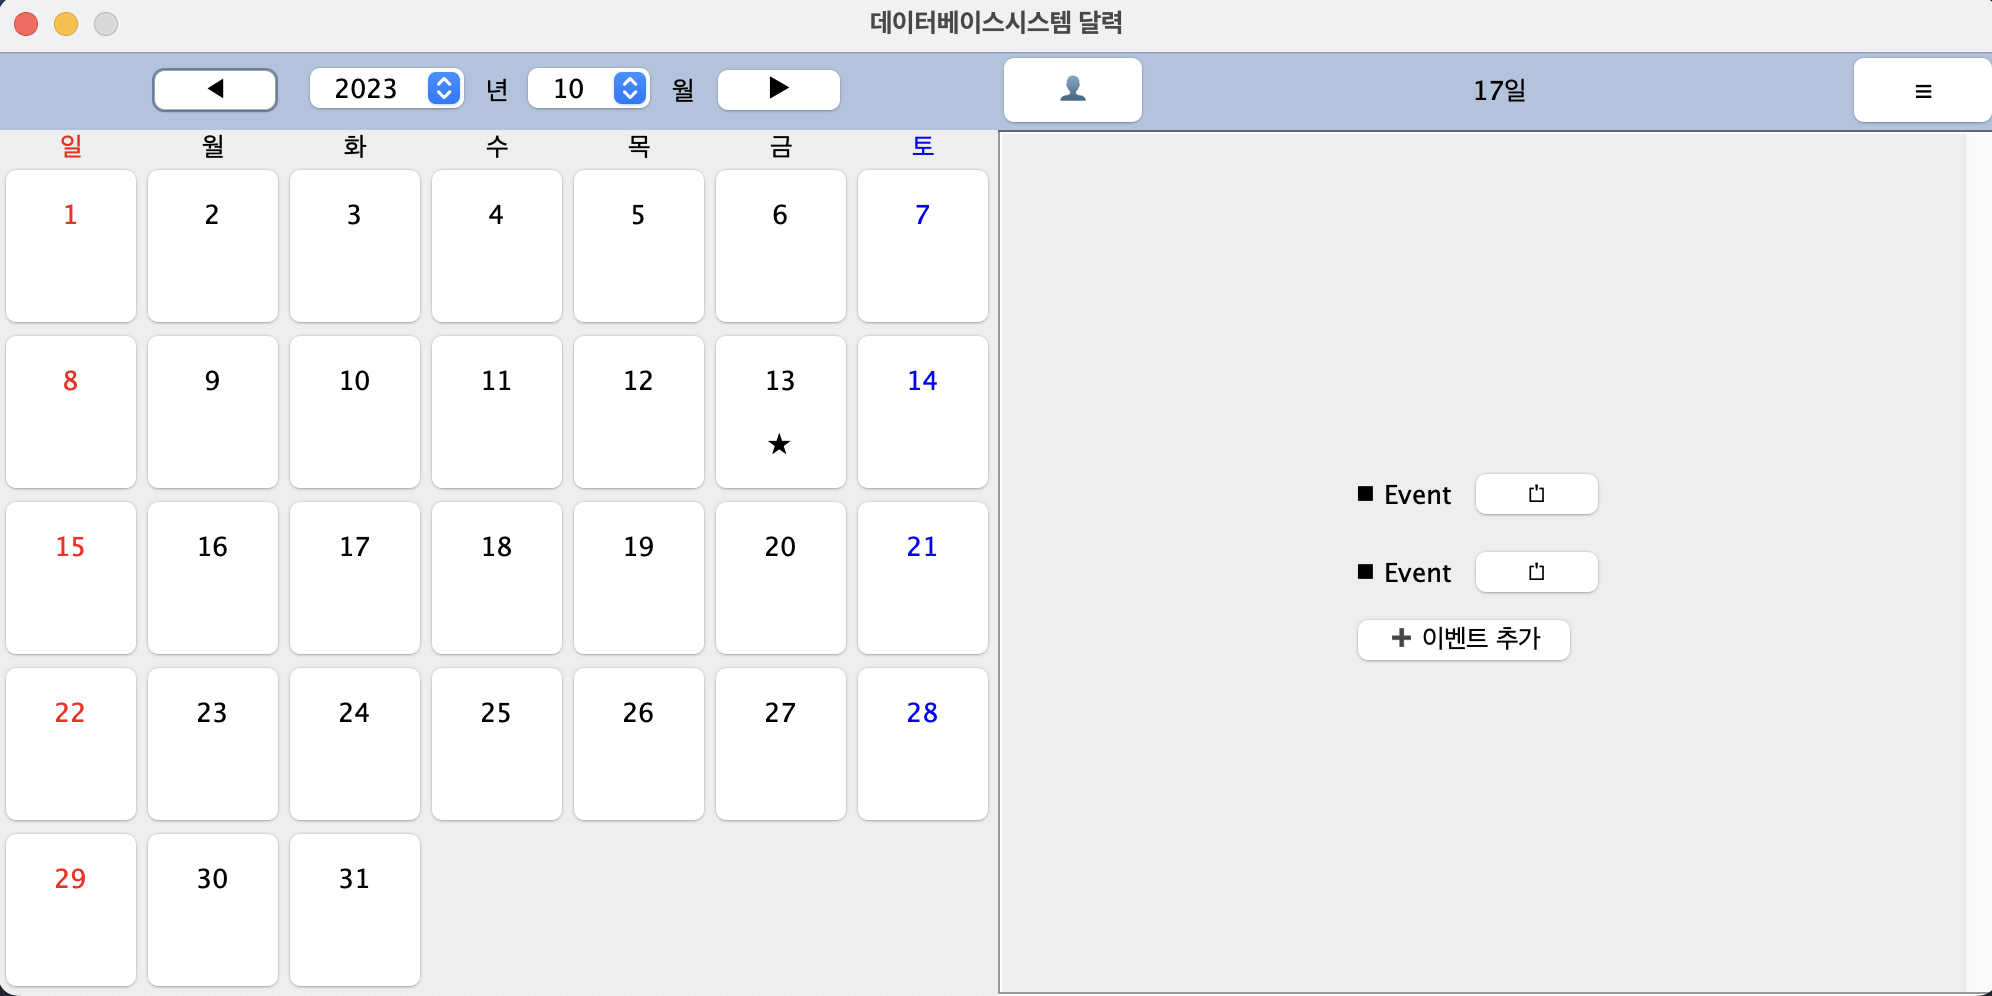 데이터베이스시스템 달력
◀ 2023 년 10 월 ▶ 17일 ≡
일 월 화 수 목 금 토
1 2 3 4 5 6 7
8 9 10 11 12 13 14
★
15 16 17 18 19 20 21
22 23 24 25 26 27 28
29 30 31
■ Event
■ Event
➕ 이벤트 추가